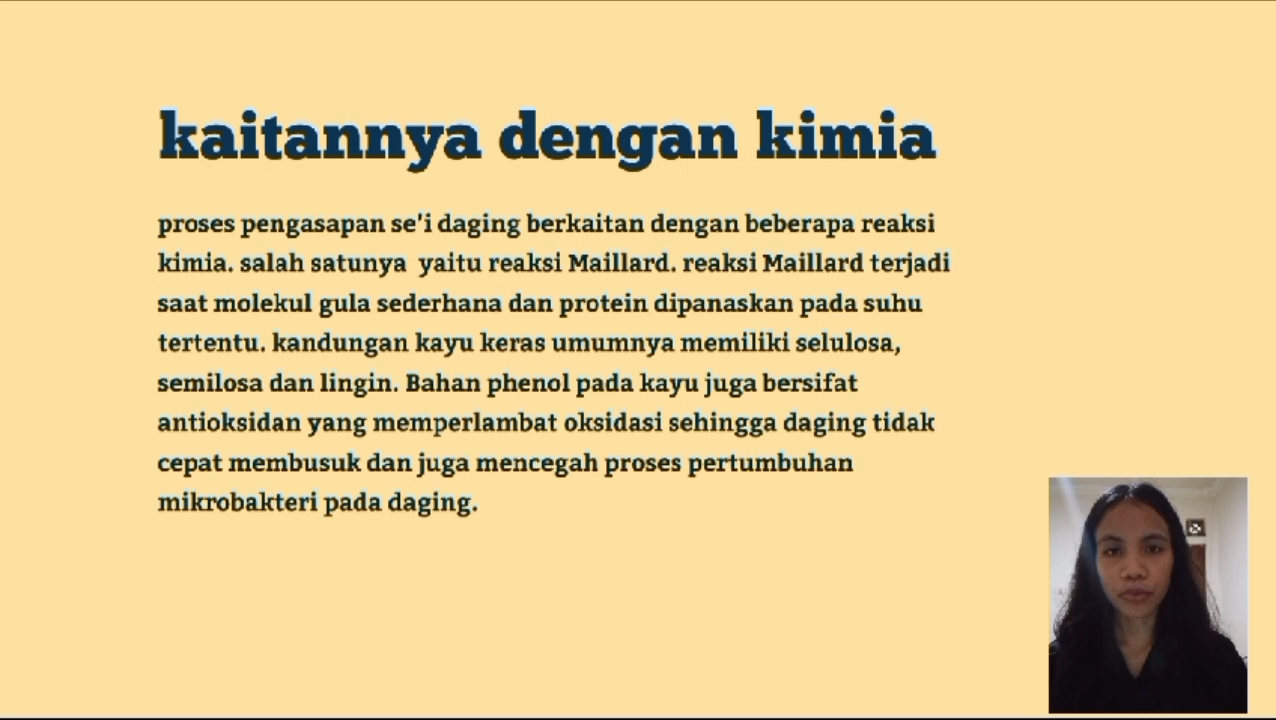 kaitannya dengan kimia
proses pengasapan se'i daging berkaitan dengan beberapa reaksi
kimia. salah satunya yaitu reaksi Maillard. reaksi Maillard terjadi
saat molekul gula sederhana dan protein dipanaskan pada suhu
tertentu. kandungan kayu keras umumnya memiliki selulosa,
semilosa dan lingin. Bahan phenol pada kayu juga bersifat
antioksidan yang memperlambat oksidasi sehingga daging tidak
cepat membusuk dan juga mencegah proses pertumbuhan
mikrobakteri pada daging.